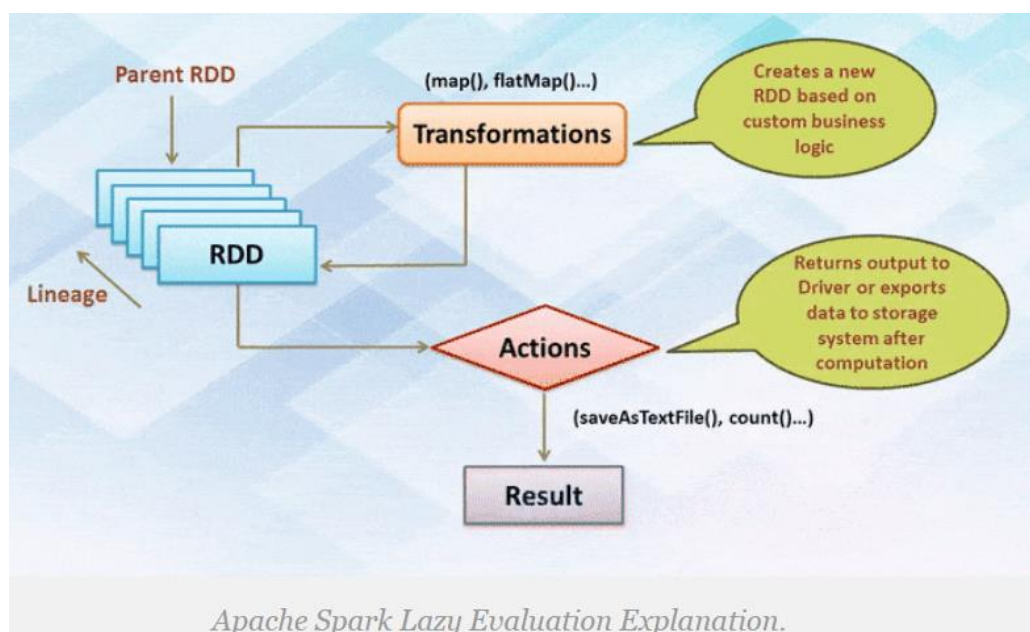 Parent RDD
(map(), flatMap()...)
Transformations
Creates a new
RDD based on
custom business
logic
RDD
Lineage
Returns output to
Driver or exports
data to storage
system after
computation
Actions
(saveAsTextFile(), count()...)
Result
Apache Spark Lazy Evaluation Explanation.